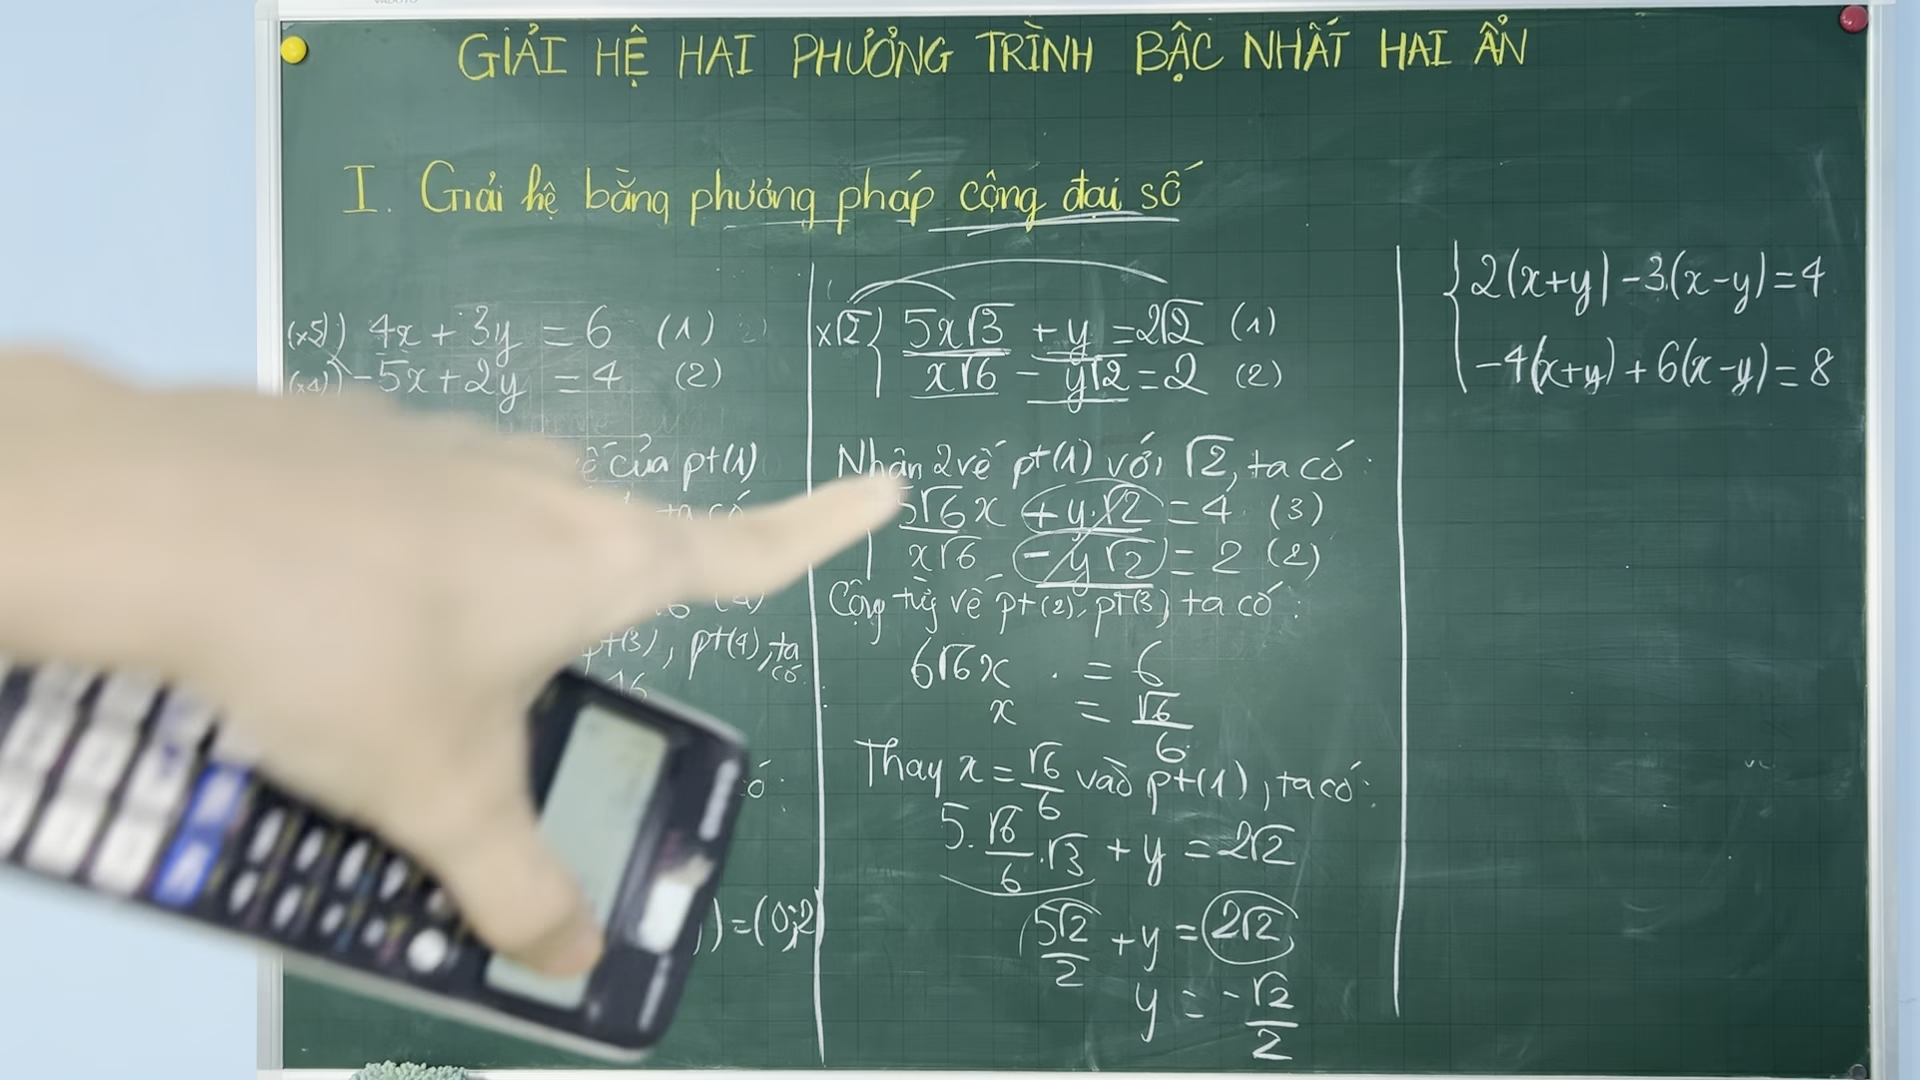 GIẢI HỆ HAI PHƯƠNG TRÌNH BẬC NHẤT HAI ẨN
I. Giải hệ bằng phương pháp cộng đại số
(x5) 4x + 3y = 6 (1)
(x4) -5x + 2y = 4 (2)
của pt(1)
ta có
pt(3), pt(4), ta có
16
) = (0;2)
x√2 { 5x√3 + y = 2√2 (1)
x√6 - y√2 = 2 (2)
Nhân 2 vế pt(1) với √2, ta có:
5√6x + y.√2 = 4 (3)
x√6 - y√2 = 2 (2)
Cộng từng vế pt(2), pt(3), ta có:
6√6x = 6
x = √6/6
Thay x = √6/6 vào pt(1), ta có:
5.√6/6.√3 + y = 2√2
5√2/2 + y = 2√2
y = -√2/2
{ 2(x+y) - 3(x-y) = 4
-4(x+y) + 6(x-y) = 8